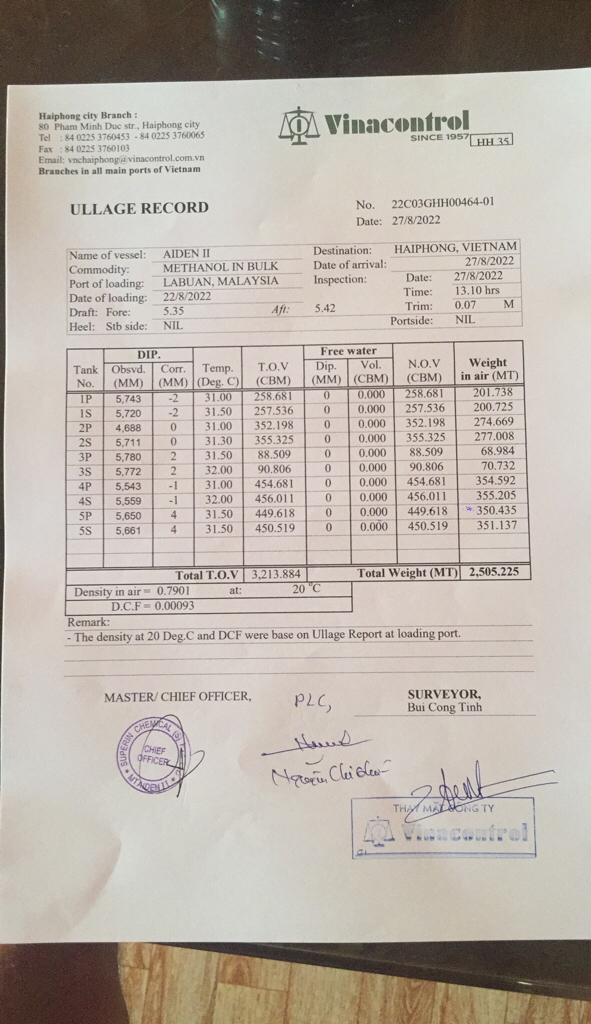 Haiphong city Branch :
80 Pham Minh Duc str., Haiphong city
Tel : 84 0225 3760453 - 84 0225 3760065
Fax : 84 0225 3760103
Email: vnchaiphong@vinacontrol.com.vn
Branches in all main ports of Vietnam
Vinacontrol
SINCE 1957
HH 35
ULLAGE RECORD
No. 22C03GHH00464-01
Date: 27/8/2022
Name of vessel: AIDEN II Destination: HAIPHONG, VIETNAM
Commodity: METHANOL IN BULK Date of arrival: 27/8/2022
Port of loading: LABUAN, MALAYSIA Inspection: Date: 27/8/2022
Date of loading: 22/8/2022 Time: 13.10 hrs
Draft: Fore: 5.35 Aft: 5.42 Trim: 0.07 M
Heel: Stb side: NIL Portside: NIL
Tank No. DIP. Obsvd. (MM) Corr. (MM) Temp. (Deg. C) T.O.V (CBM) Free water Dip. (MM) Vol. (CBM) N.O.V (CBM) Weight in air (MT)
1P 5,743 -2 31.00 258.681 0 0.000 258.681 201.738
1S 5,720 -2 31.50 257.536 0 0.000 257.536 200.725
2P 4,688 0 31.00 352.198 0 0.000 352.198 274.669
2S 5,711 0 31.30 355.325 0 0.000 355.325 277.008
3P 5,780 2 31.50 88.509 0 0.000 88.509 68.984
3S 5,772 2 32.00 90.806 0 0.000 90.806 70.732
4P 5,543 -1 31.00 454.681 0 0.000 454.681 354.592
4S 5,559 -1 32.00 456.011 0 0.000 456.011 355.205
5P 5,650 4 31.50 449.618 0 0.000 449.618 350.435
5S 5,661 4 31.50 450.519 0 0.000 450.519 351.137
Total T.O.V 3,213.884 Total Weight (MT) 2,505.225
Density in air = 0.7901 at: 20 °C
D.C.F = 0.00093
Remark:
- The density at 20 Deg.C and DCF were base on Ullage Report at loading port.
MASTER/ CHIEF OFFICER,
PLC,
SURVEYOR,
Bui Cong Tinh
SUPERIN CHEMICAL (S)
CHIEF
OFFICER
MT AIDEN II
THAY MẶT CÔNG TY
Vinacontrol